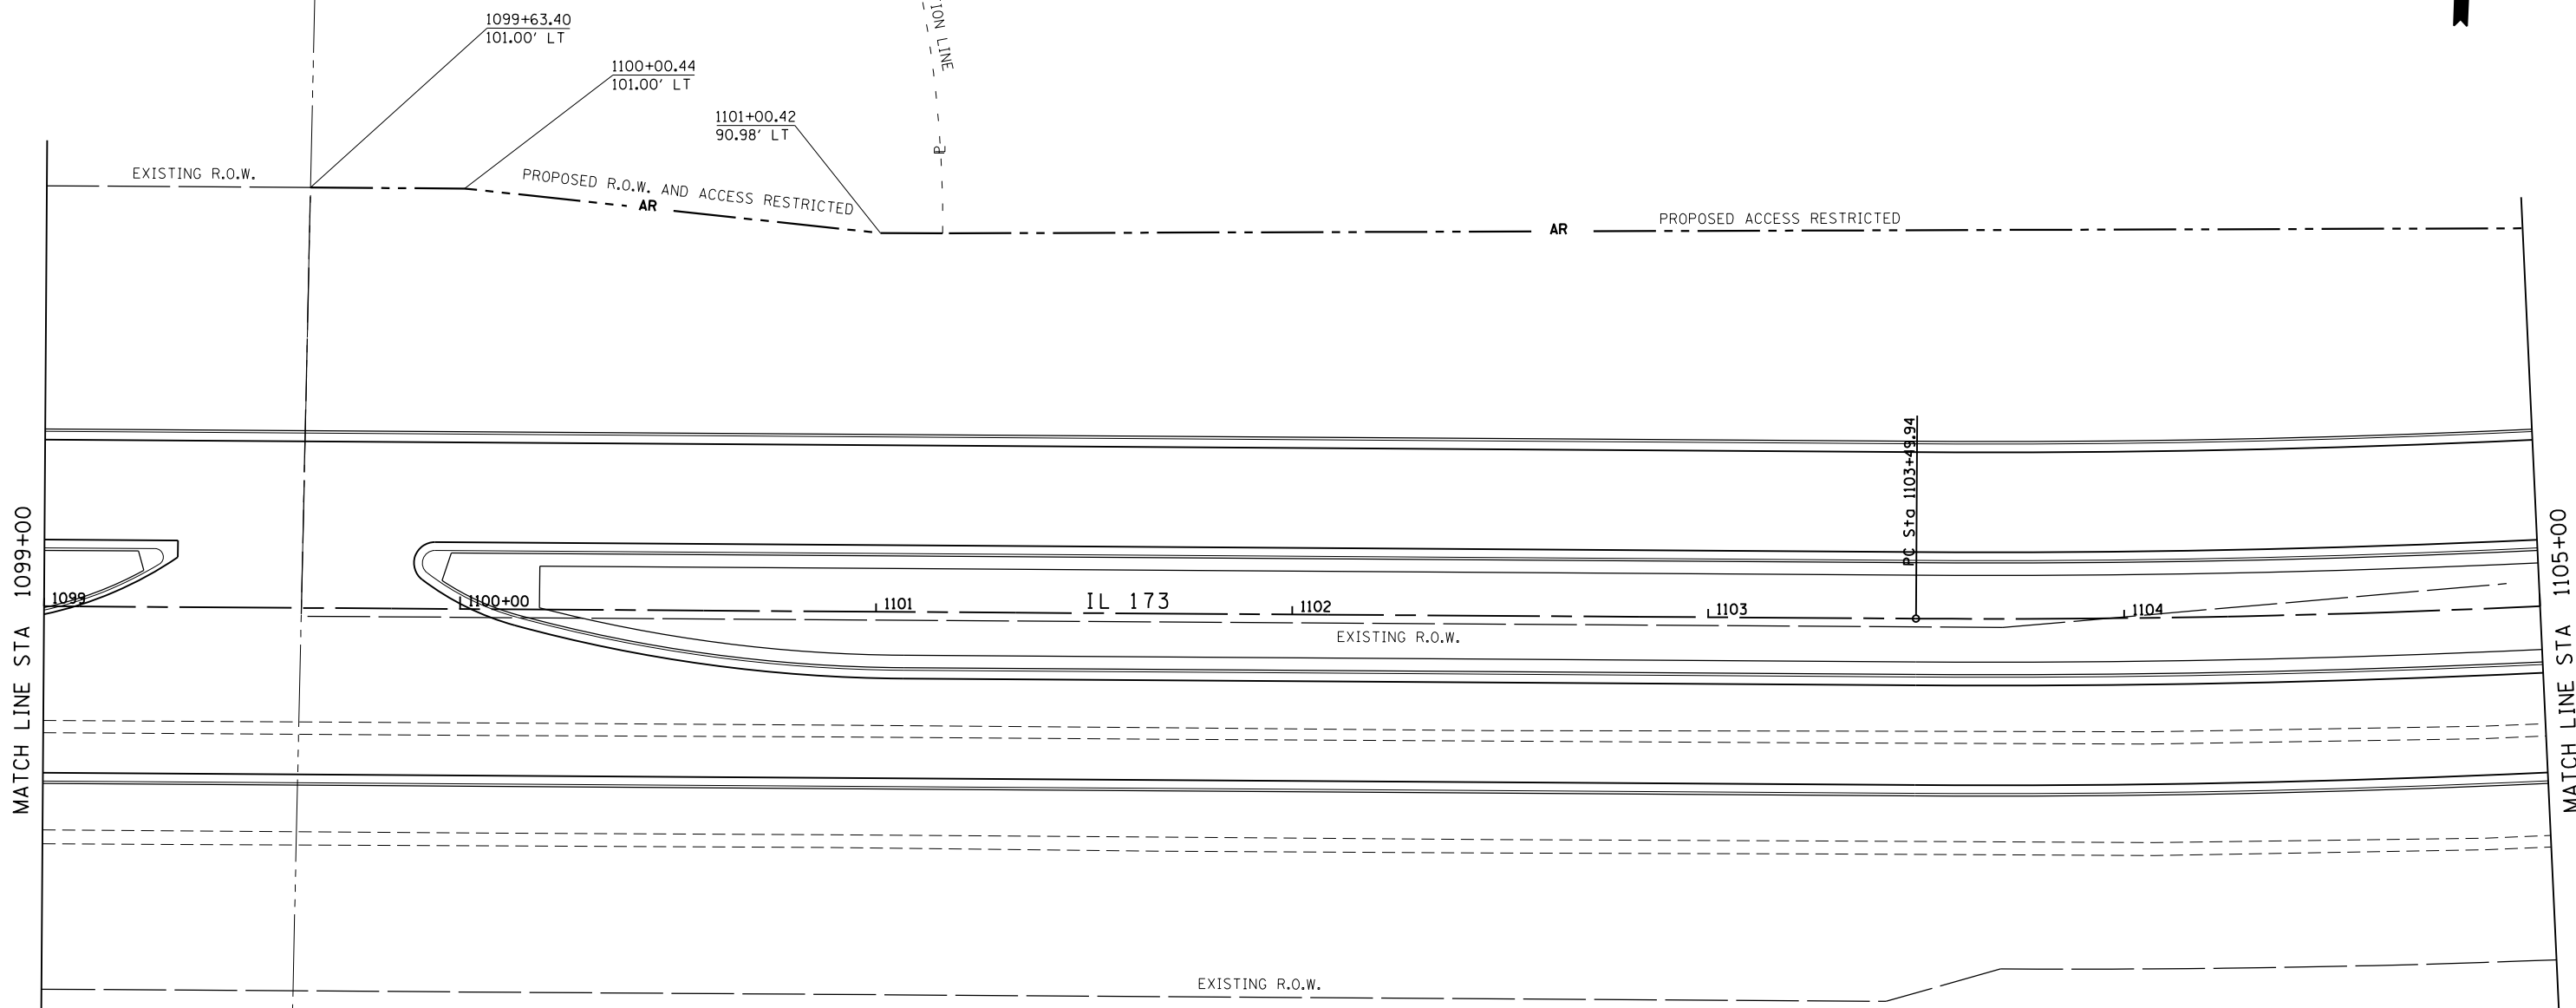 1099+63.40
101.00' LT
1100+00.44
101.00' LT
1101+00.42
90.98' LT
TION LINE
PL
EXISTING R.O.W.
PROPOSED R.O.W. AND ACCESS RESTRICTED
AR
AR
PROPOSED ACCESS RESTRICTED
PC Sta 1103+49.94
MATCH LINE STA 1099+00
MATCH LINE STA 1105+00
1099
1100+00
1101
IL 173
1102
1103
1104
EXISTING R.O.W.
EXISTING R.O.W.